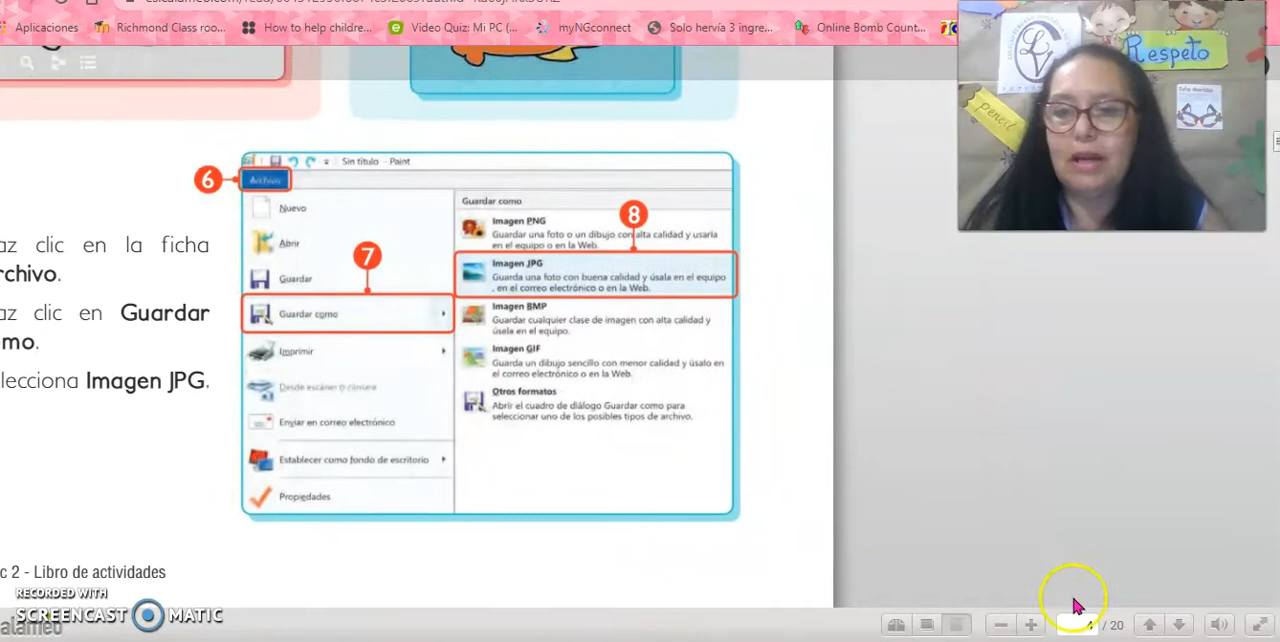 Aplicaciones
Richmond Class roo...
How to help childre...
Video Quiz: Mi PC (...
myNGconnect
Solo hervía 3 ingre...
Online Bomb Count...
Respeto
pencil
LV
6
Sin título - Paint
Archivo
Nuevo
Abrir
7
Guardar
Guardar como
Imprimir
Desde escáner o cámara
Enviar en correo electrónico
Establecer como fondo de escritorio
Propiedades
Guardar como
8
Imagen PNG
Guardar una foto o un dibujo con alta calidad y usarla
en el equipo o en la Web.
Imagen JPG
Guarda una foto con buena calidad y úsala en el equipo
, en el correo electrónico o en la Web.
Imagen BMP
Guardar cualquier clase de imagen con alta calidad y
úsela en el equipo.
Imagen GIF
Guarda un dibujo sencillo con menor calidad y úsalo en
el correo electrónico o en la Web.
Otros formatos
Abrir el cuadro de diálogo Guardar como para
seleccionar uno de los posibles tipos de archivo.
az clic en la ficha
rchivo.
az clic en Guardar
omo.
lecciona Imagen JPG.
c 2 - Libro de actividades
RECORDED WITH
SCREENCAST MATIC
calaméo
4 / 20